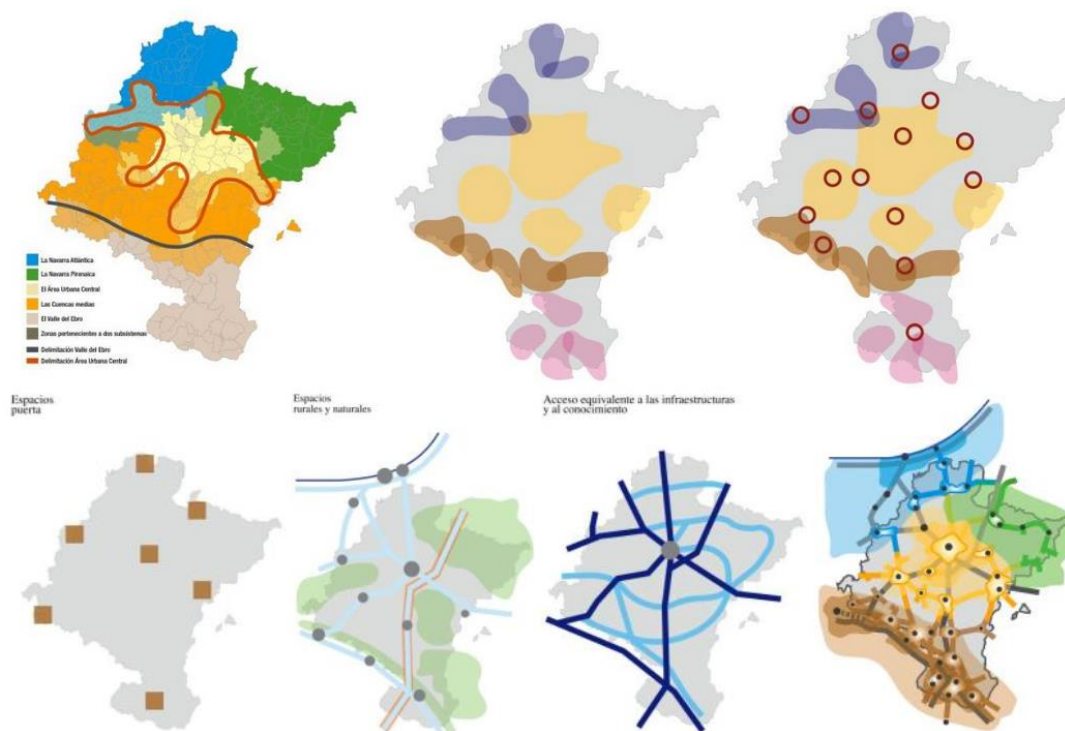 La Navarra Atlántica
La Navarra Pirenaica
El Área Urbana Central
Las Cuencas medias
El Valle del Ebro
Zonas pertenecientes a dos subsistemas
Delimitación Valle del Ebro
Delimitación Área Urbana Central
Espacios
puerta
Espacios
rurales y naturales
Acceso equivalente a las infraestructuras
y al conocimiento